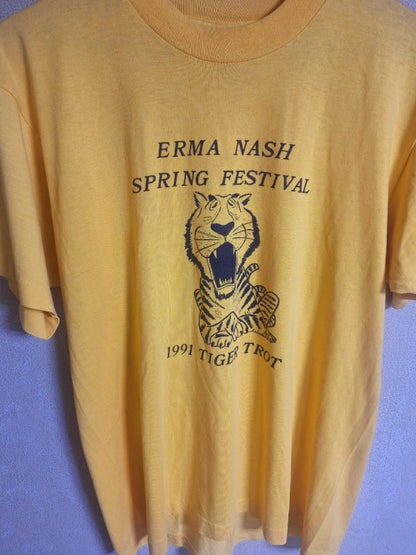 ERMA NASH
SPRING FESTIVAL
1991 TIGER TROT